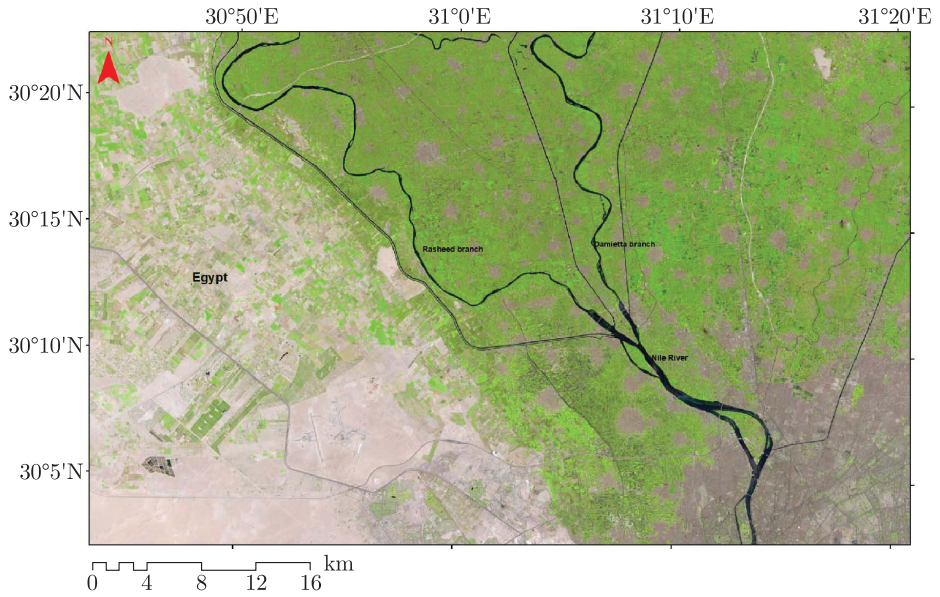 30°50′E 31°0′E 31°10′E 31°20′E
N
30°20′N
30°15′N
Rasheed branch
Damietta branch
Egypt
30°10′N
Nile River
30°5′N
0 4 8 12 16 km